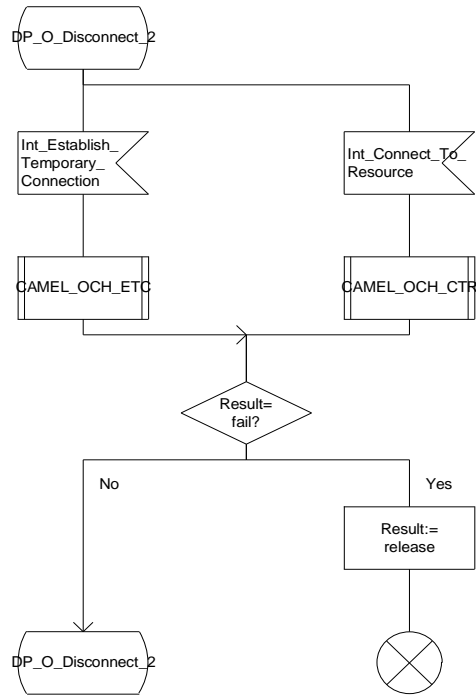 DP_O_Disconnect_2
Int_Establish_
Temporary_
Connection
Int_Connect_To_
Resource
CAMEL_OCH_ETC
CAMEL_OCH_CTR
Result=
fail?
No
Yes
Result:=
release
DP_O_Disconnect_2